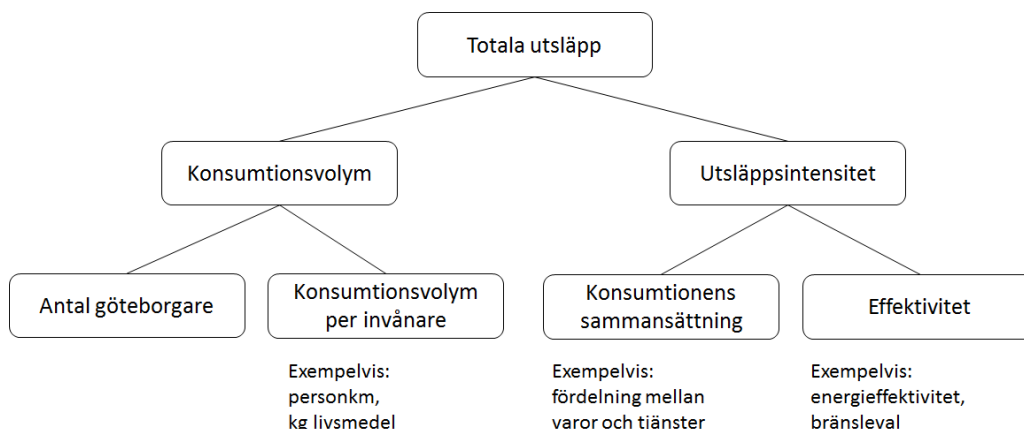 Totala utsläpp
Konsumtionsvolym
Utsläppsintensitet
Antal göteborgare
Konsumtionsvolym
per invånare
Konsumtionens
sammansättning
Effektivitet
Exempelvis:
personkm,
kg livsmedel
Exempelvis:
fördelning mellan
varor och tjänster
Exempelvis:
energieffektivitet,
bränsleval